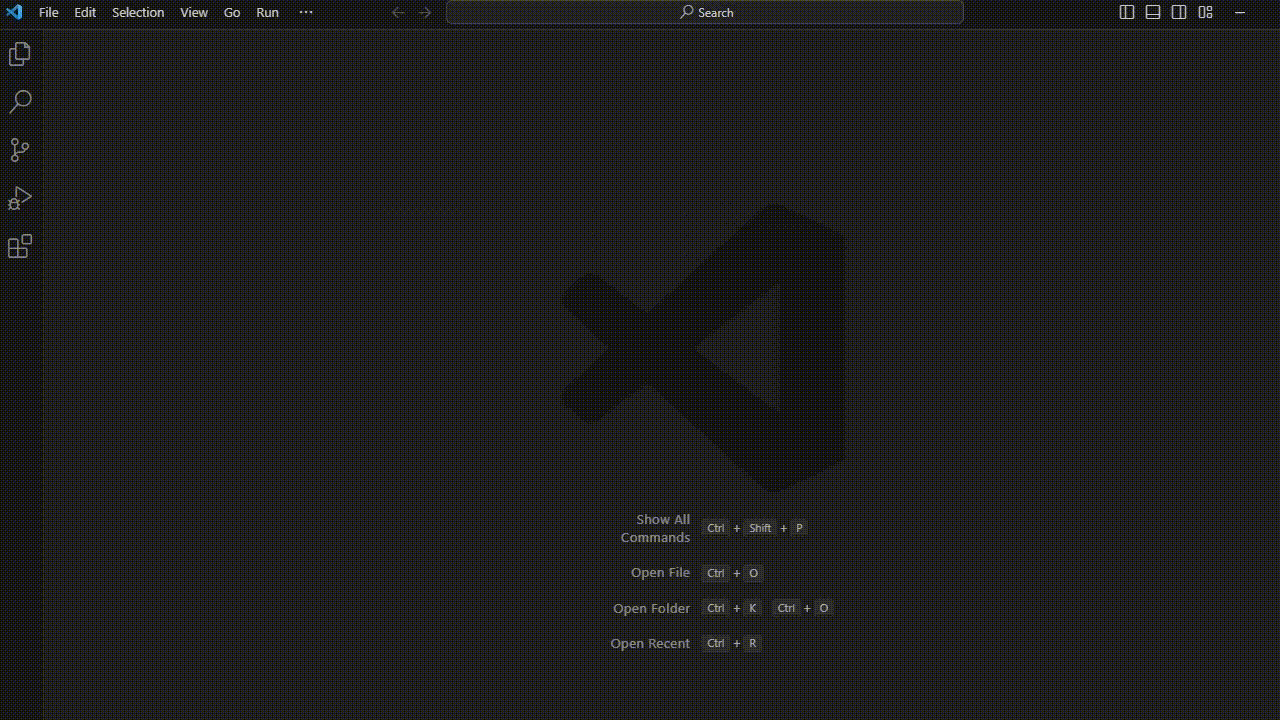 File Edit Selection View Go Run ···
Search
Show All
Commands Ctrl + Shift + P
Open File Ctrl + O
Open Folder Ctrl + K Ctrl + O
Open Recent Ctrl + R